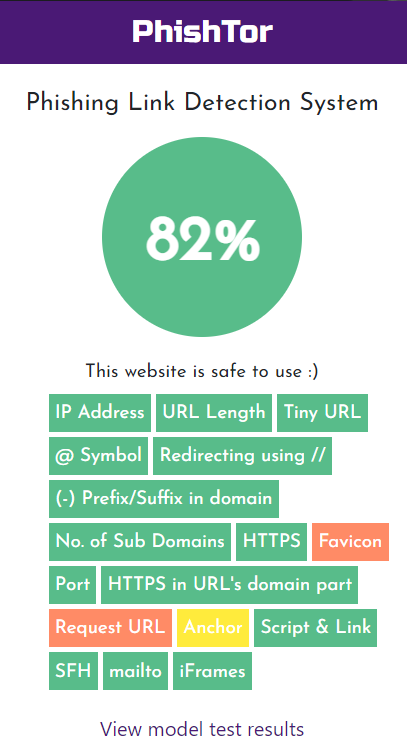 PhishTor
Phishing Link Detection System
82%
This website is safe to use :)
IP Address URL Length Tiny URL
@ Symbol Redirecting using //
(-) Prefix/Suffix in domain
No. of Sub Domains HTTPS Favicon
Port HTTPS in URL's domain part
Request URL Anchor Script & Link
SFH mailto iFrames
View model test results